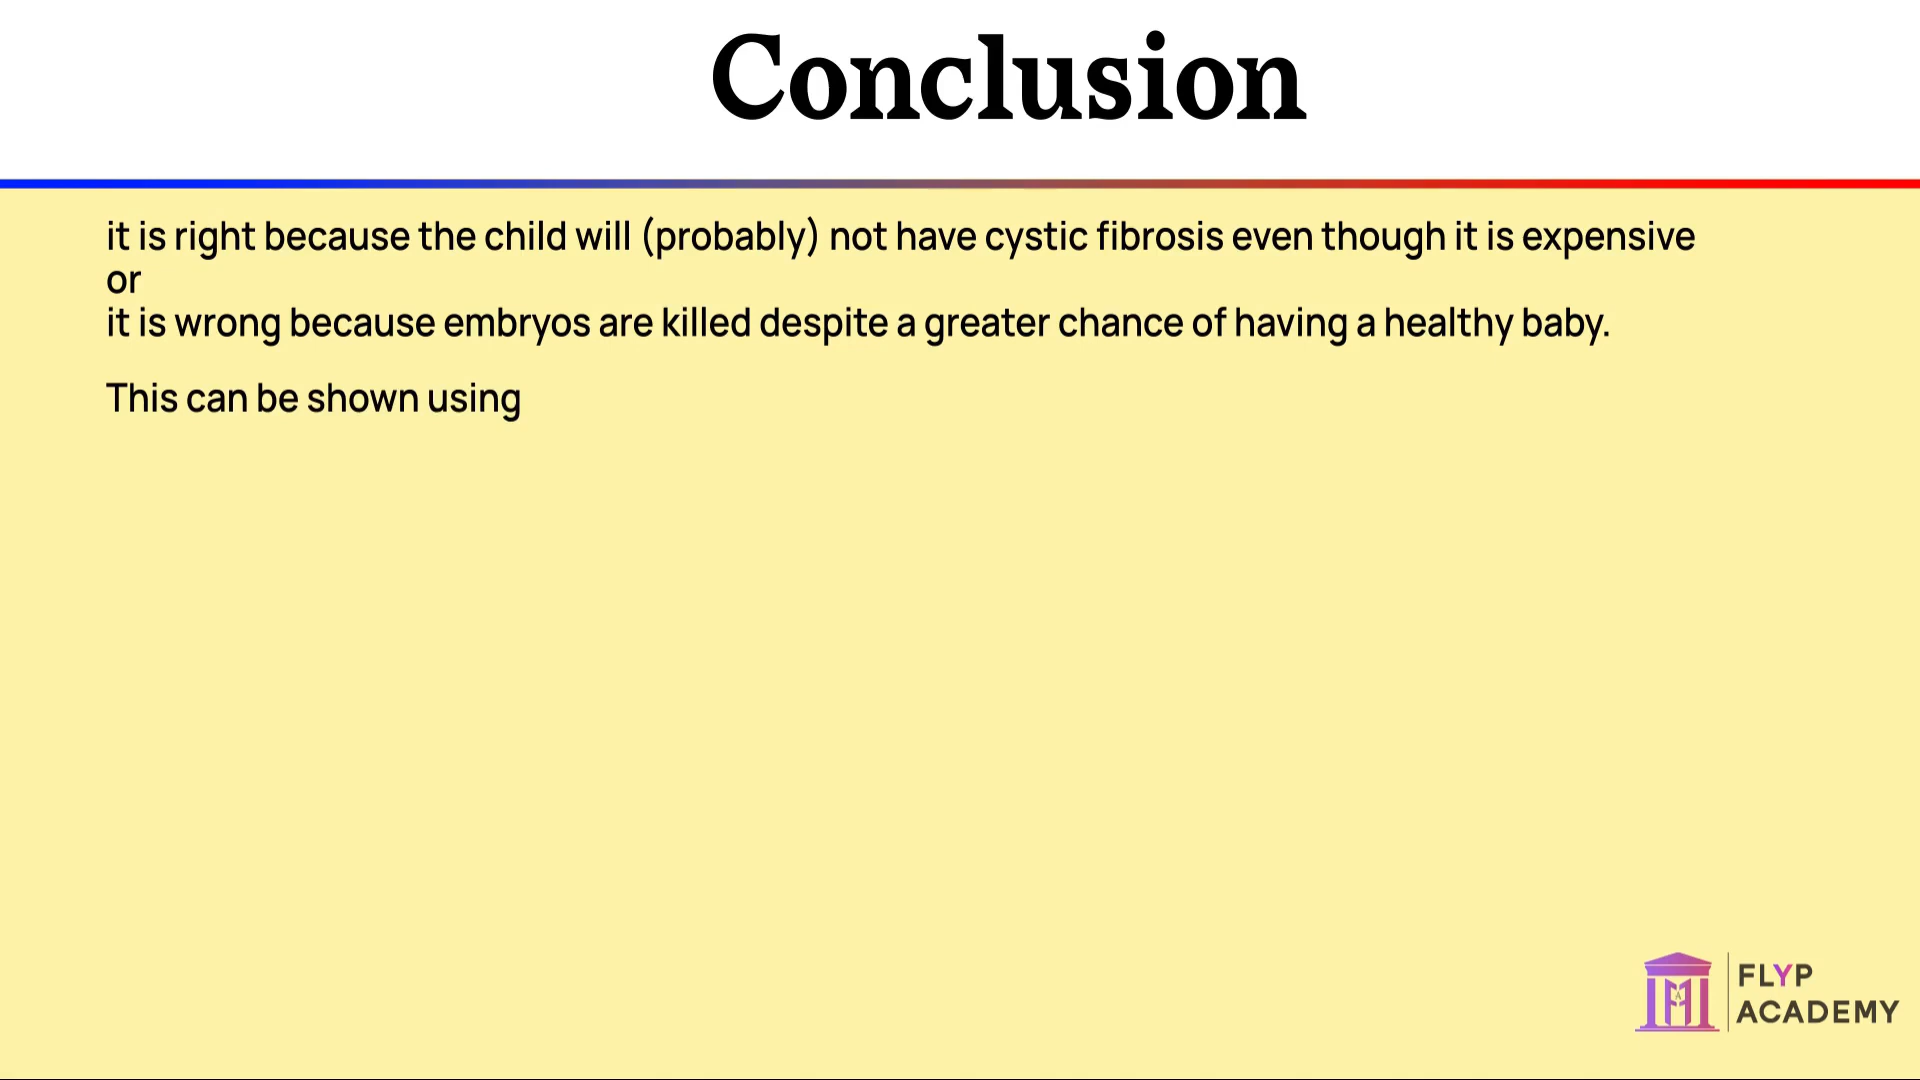 Conclusion
it is right because the child will (probably) not have cystic fibrosis even though it is expensive
or
it is wrong because embryos are killed despite a greater chance of having a healthy baby.
This can be shown using
FLYP
ACADEMY